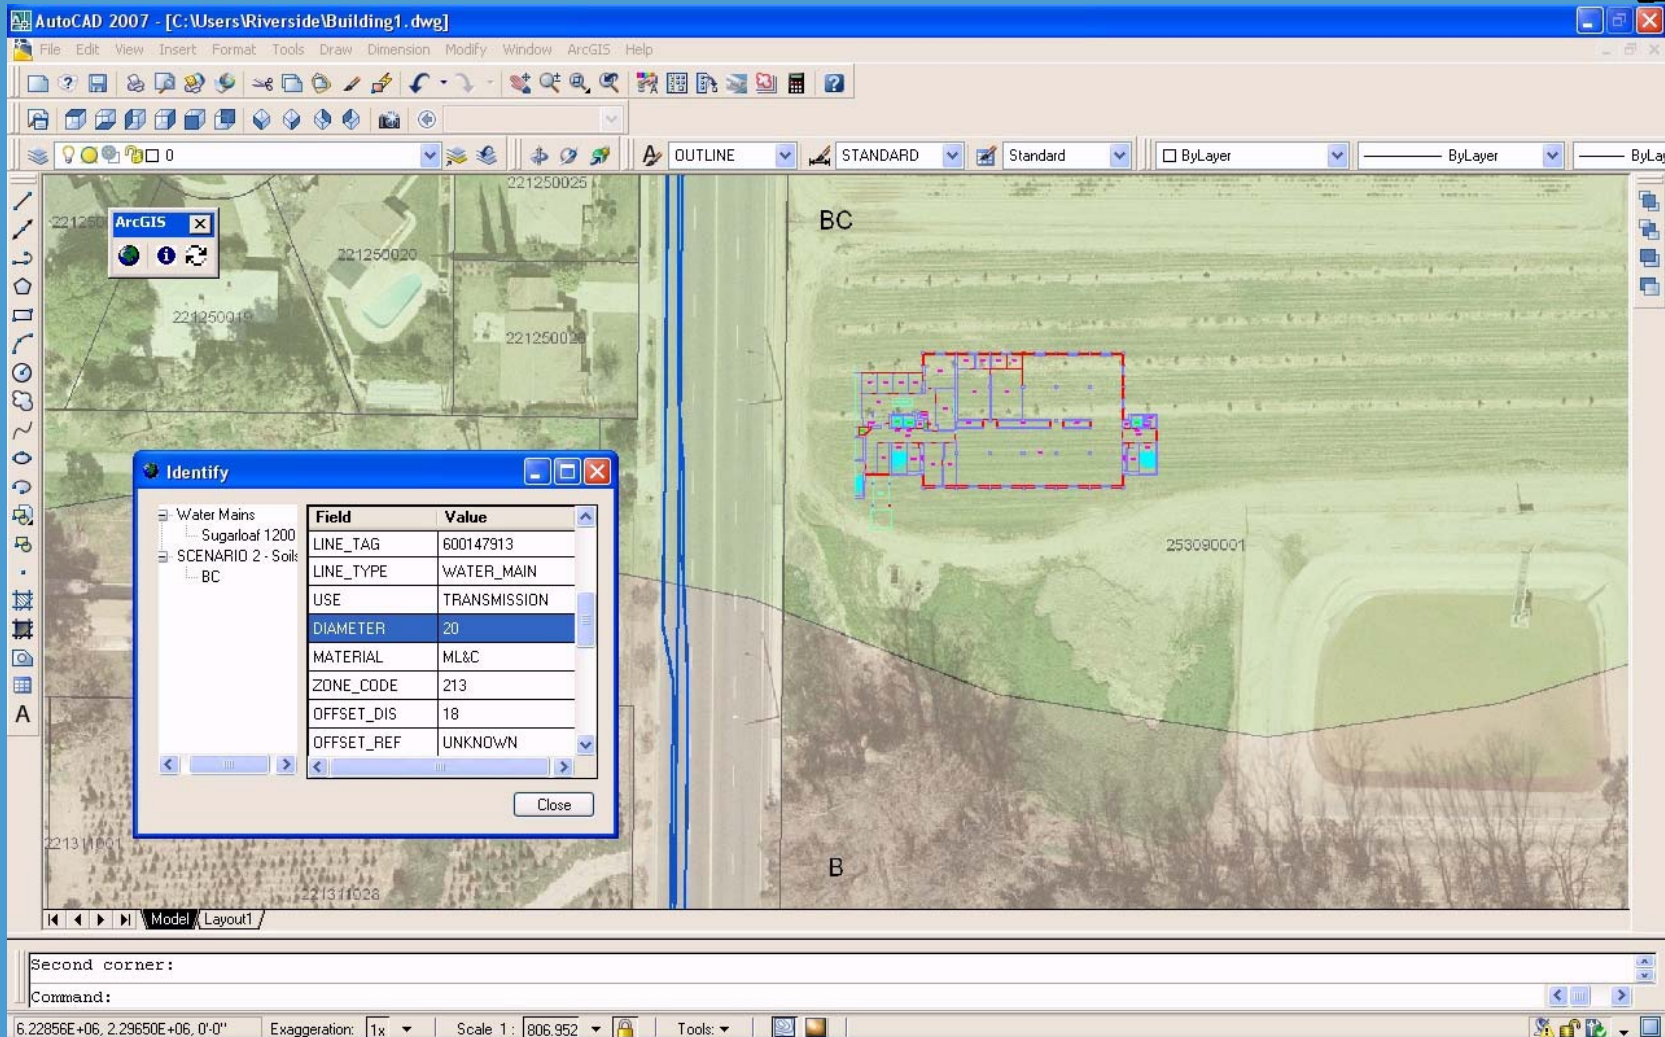 AutoCAD 2007 - [C:\Users\Riverside\Building1.dwg]
File Edit View Insert Format Tools Draw Dimension Modify Window ArcGIS Help
0
OUTLINE STANDARD Standard ByLayer ByLayer ByLay
221250025
BC
ArcGIS
221250020
221250019
Identify
Water Mains
Sugarloaf 1200
SCENARIO 2 - Soils
BC
Field Value
LINE_TAG 600147913
LINE_TYPE WATER_MAIN
USE TRANSMISSION
DIAMETER 20
MATERIAL ML&C
ZONE_CODE 213
OFFSET_DIS 18
OFFSET_REF UNKNOWN
Close
253090001
B
221311001
221311028
Model Layout1
Second corner:
Command:
6.22856E+06, 2.29650E+06, 0'-0" Exaggeration: 1x Scale 1 : 806.952 Tools: